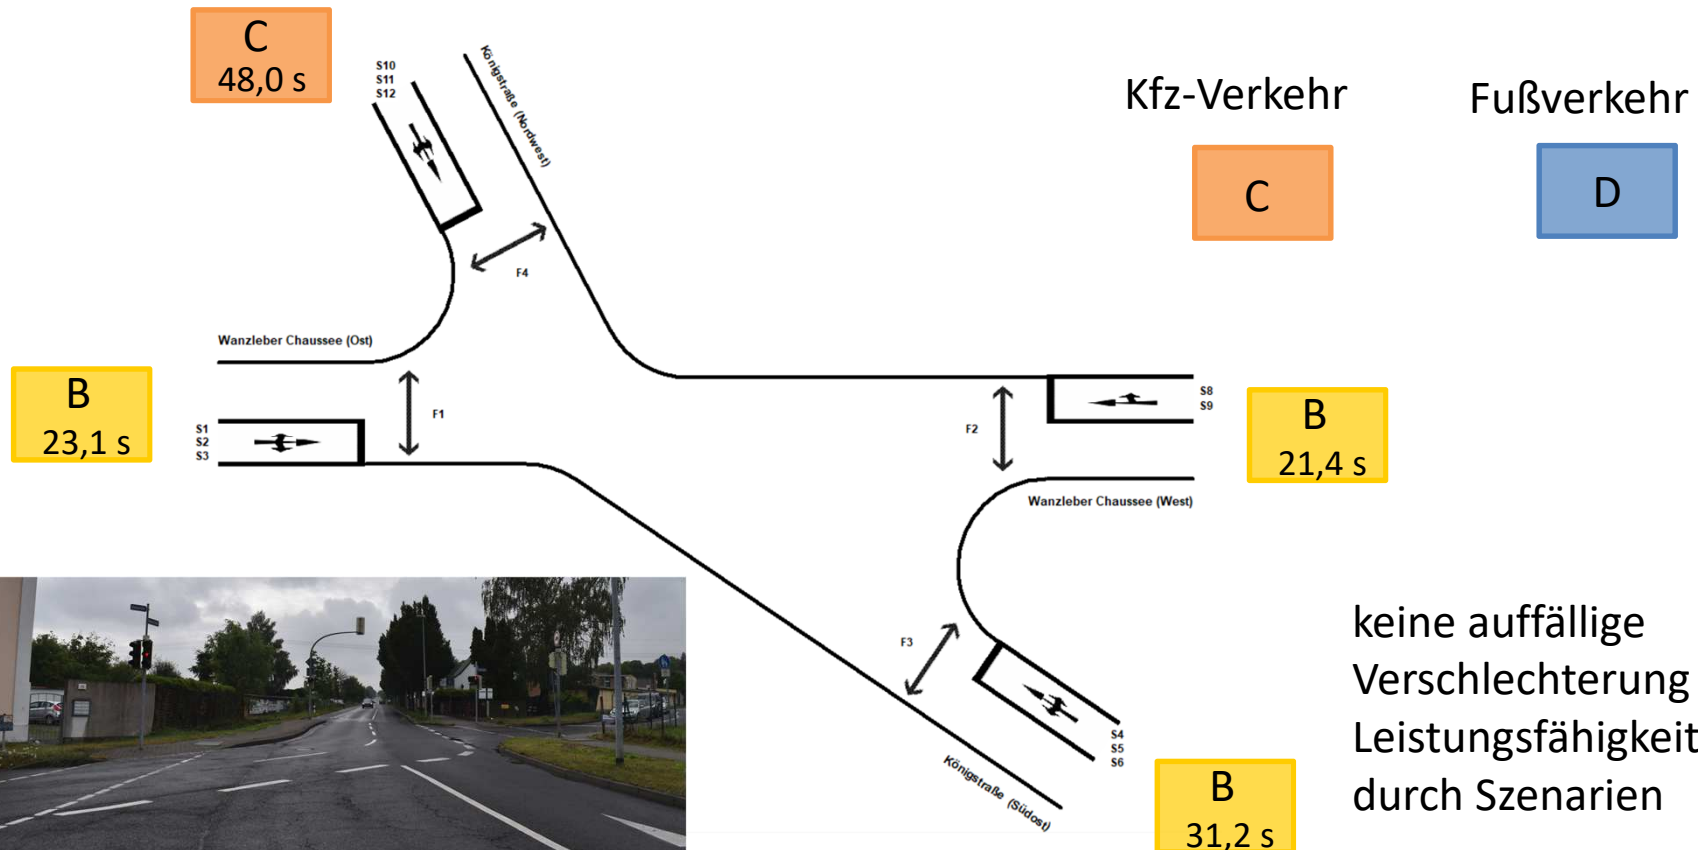 C
48,0 s
S10
S11
S12
Königstraße (Nordwest)
Kfz-Verkehr
Fußverkehr
C
D
F4
Wanzleber Chaussee (Ost)
B
23,1 s
S1
S2
S3
F1
F2
S8
S9
B
21,4 s
Wanzleber Chaussee (West)
F3
S4
S5
S6
Königstraße (Südost)
B
31,2 s
keine auffällige
Verschlechterung
Leistungsfähigkeit
durch Szenarien